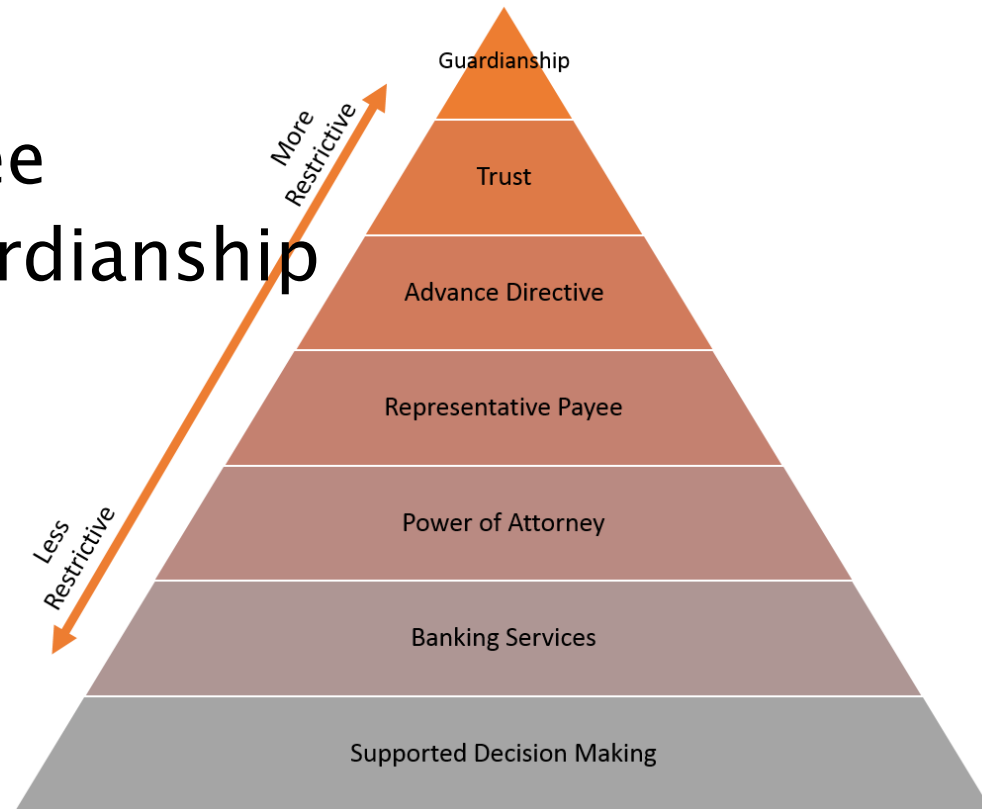 ee
rdianship
More
Restrictive
Less
Restrictive
Guardianship
Trust
Advance Directive
Representative Payee
Power of Attorney
Banking Services
Supported Decision Making